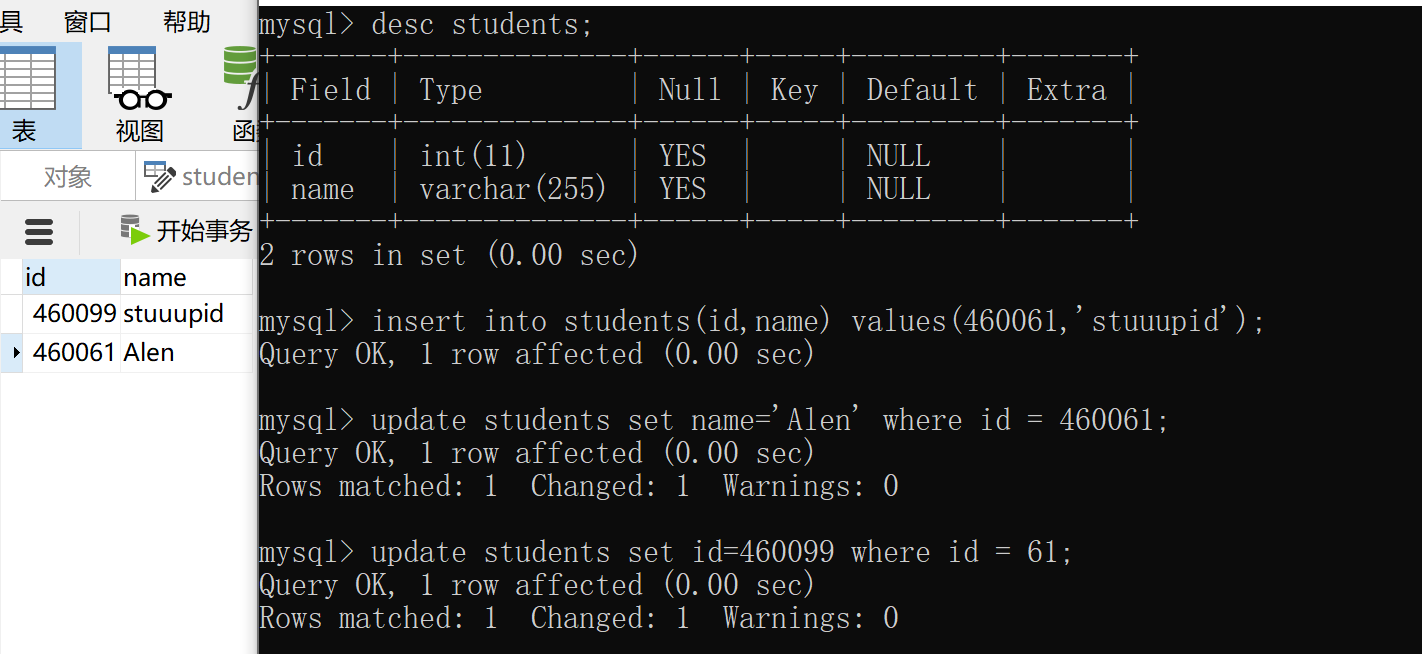 具 窗口 帮助
表 视图
对象 studen
开始事务
id name
460099 stuuupid
460061 Alen
mysql> desc students;
+-------+--------------+------+-----+---------+-------+
| Field | Type | Null | Key | Default | Extra |
+-------+--------------+------+-----+---------+-------+
| id | int(11) | YES | | NULL | |
| name | varchar(255) | YES | | NULL | |
+-------+--------------+------+-----+---------+-------+
2 rows in set (0.00 sec)
mysql> insert into students(id,name) values(460061,'stuuupid');
Query OK, 1 row affected (0.00 sec)
mysql> update students set name='Alen' where id = 460061;
Query OK, 1 row affected (0.00 sec)
Rows matched: 1 Changed: 1 Warnings: 0
mysql> update students set id=460099 where id = 61;
Query OK, 1 row affected (0.00 sec)
Rows matched: 1 Changed: 1 Warnings: 0